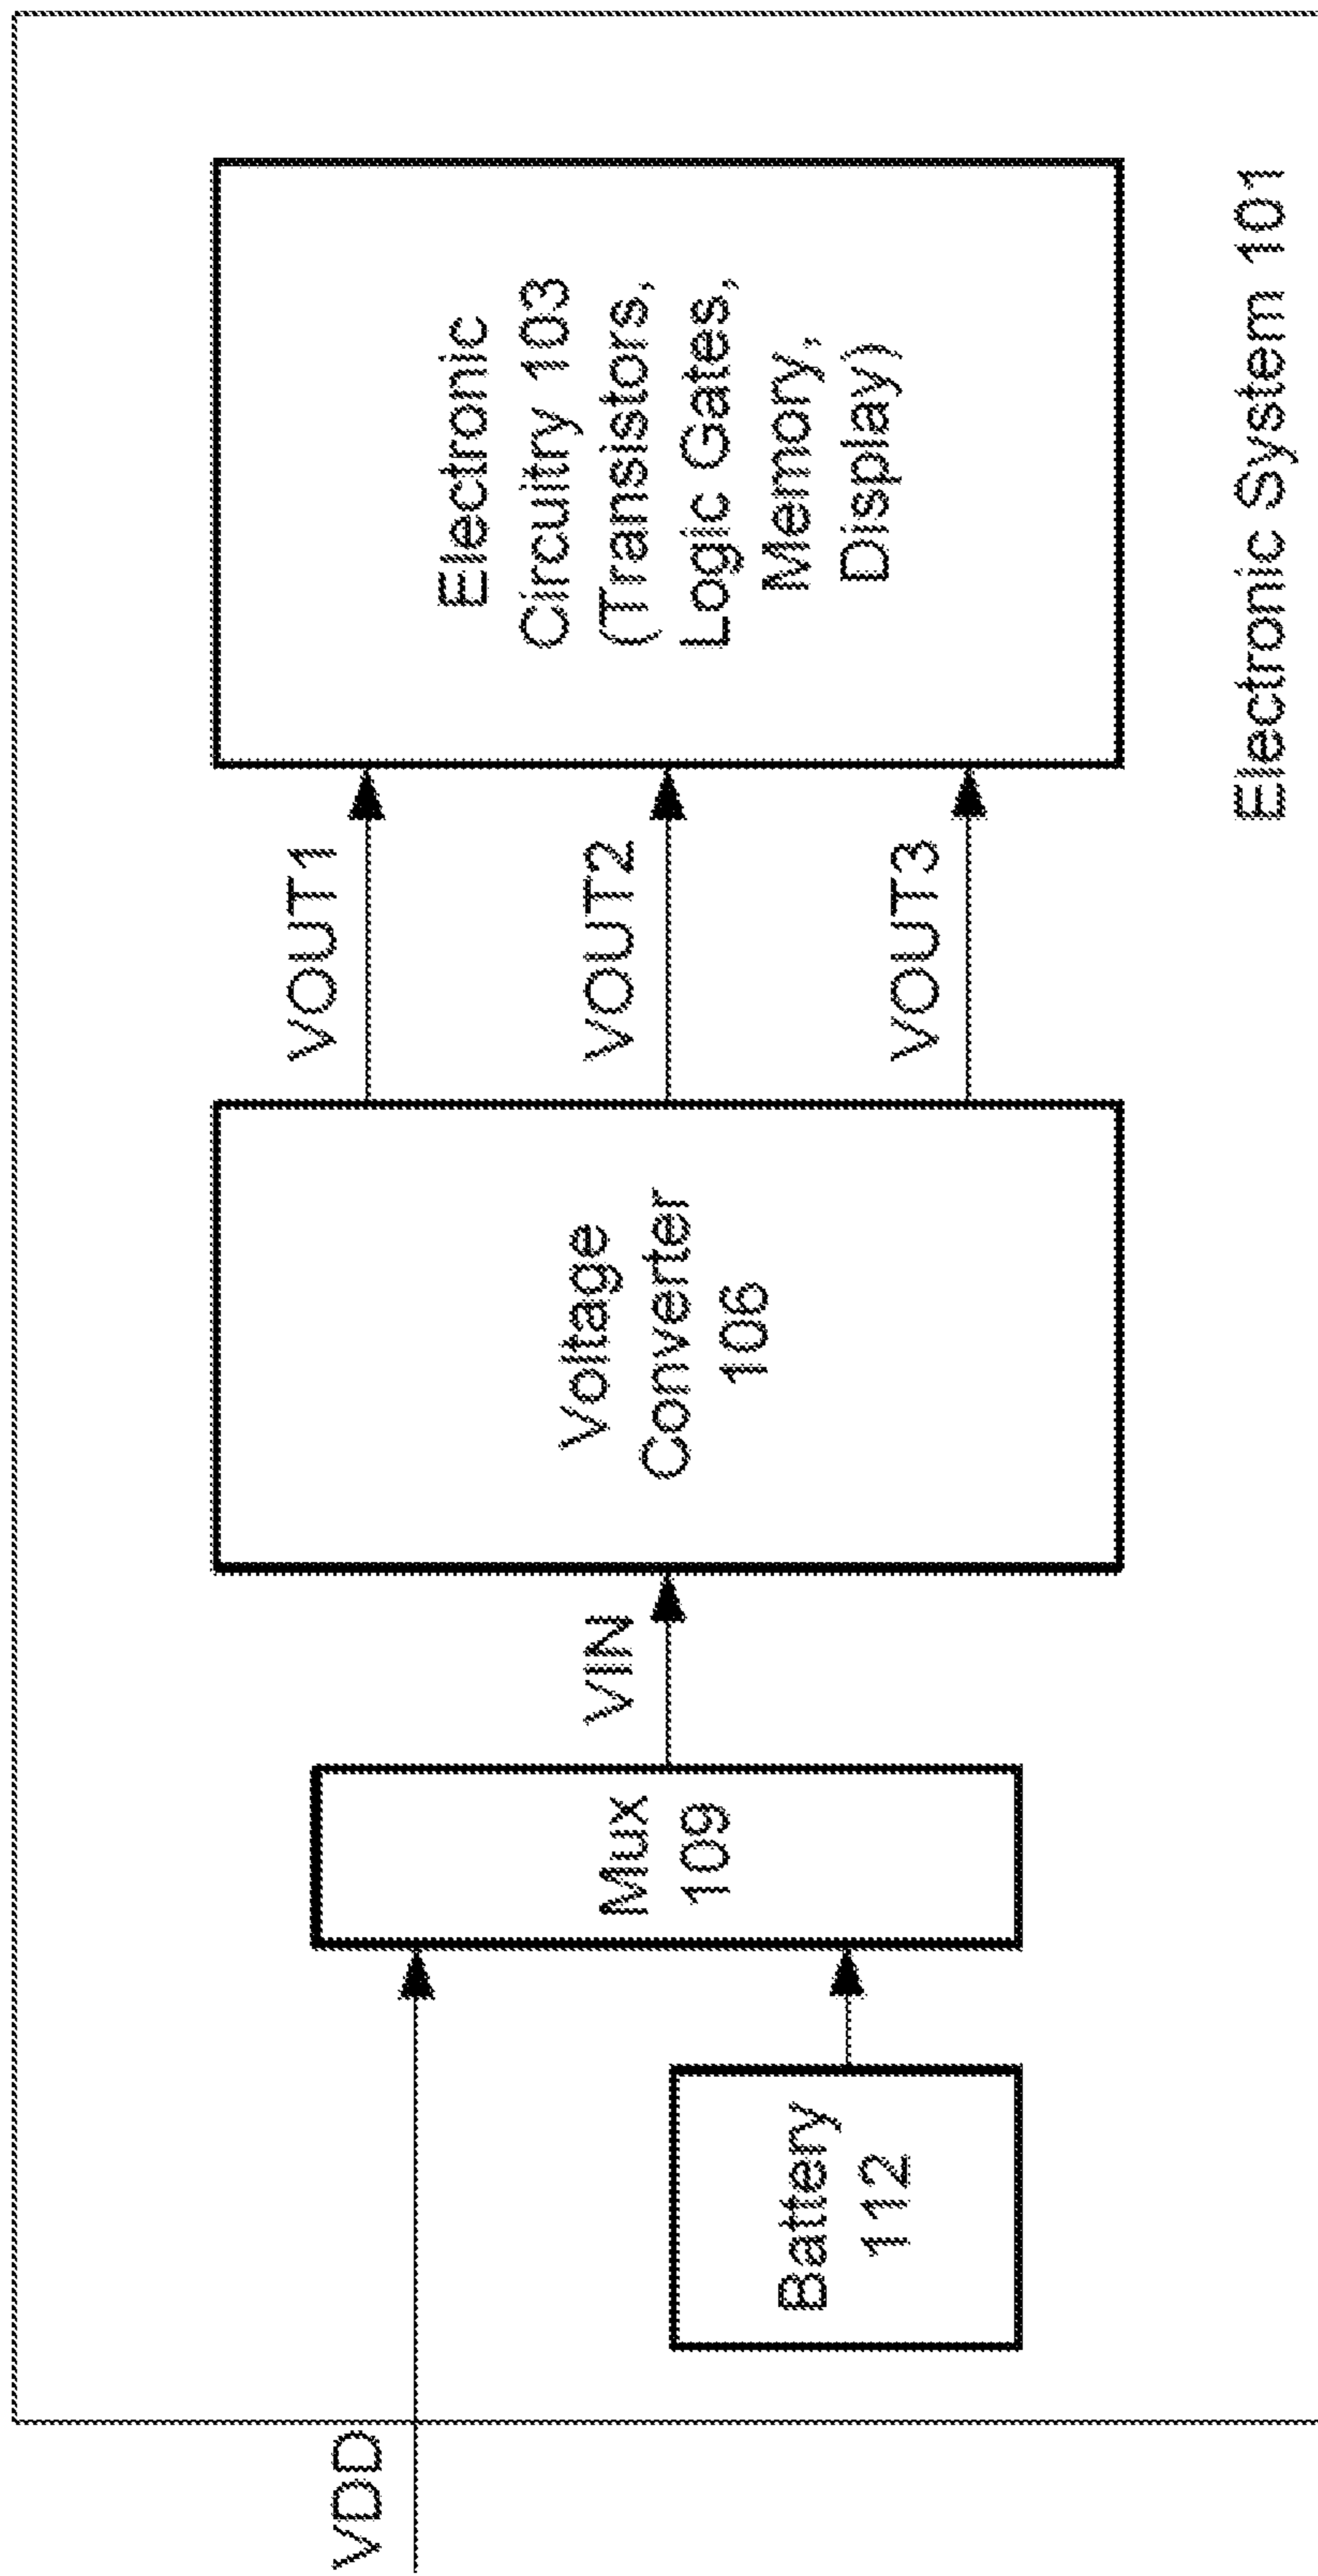 VDD
Battery
112
Mux
109
VIN
Voltage
Converter
106
VOUT1
VOUT2
VOUT3
Electronic
Circuitry 103
(Transistors,
Logic Gates,
Memory,
Display)
Electronic System 101